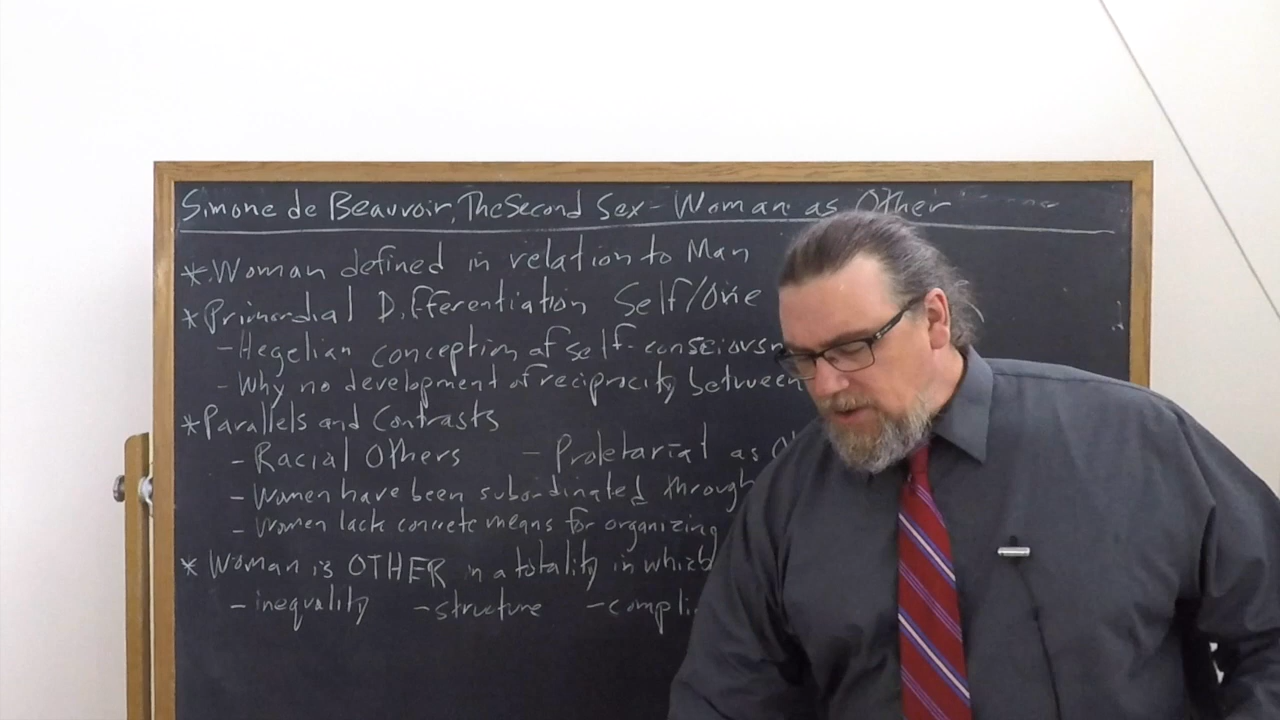 Simone de Beauvoir, The Second Sex - Woman as Other
* Woman defined in relation to Man
* Primordial Differentiation Self/One
- Hegelian conception of self-
- Why no development of reciprocity between
* Parallels and Contrasts
- Racial Others - Proletariat as
- Women have been subordinated
- Women lack concrete means for organizing
* Woman is OTHER in a totality in which
- inequality - structure